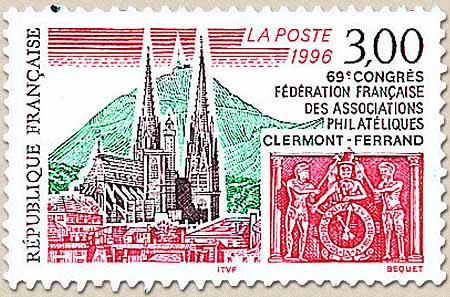 RÉPUBLIQUE FRANÇAISE
LA POSTE
1996
3,00
69e CONGRÈS
FÉDÉRATION FRANÇAISE
DES ASSOCIATIONS
PHILATÉLIQUES
CLERMONT-FERRAND
ITVF
BEQUET